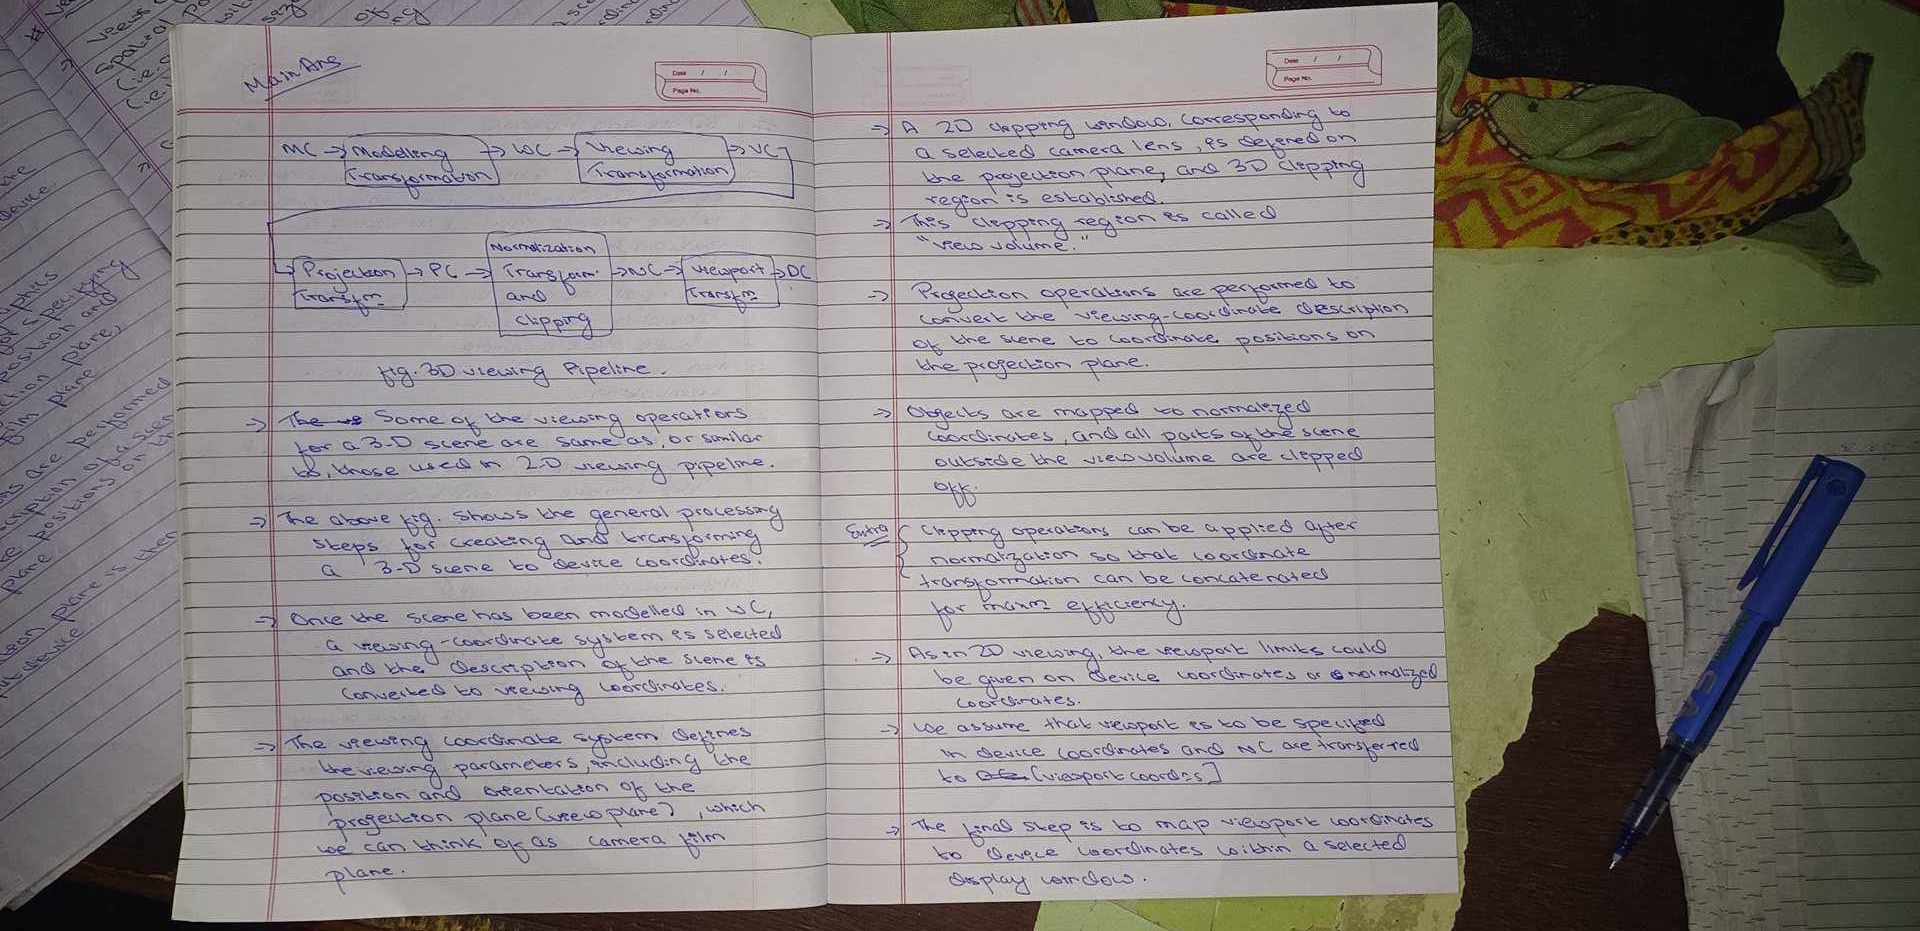 Main Ans
Date / /
Page No.
MC → Modelling → WC → Viewing → VC
Transformation Transformation
Projection → PC → Normalization Transform. and clipping → NC → viewport → DC
Transfm Transfm
fig. 3D viewing Pipeline.
→ The Some of the viewing operations
for a 3-D scene are same as, or similar
to, those used in 2-D viewing pipeline.
→ The above fig. shows the general processing
steps for creating and transforming
a 3-D scene to device coordinates.
→ Once the scene has been modelled in WC,
a viewing-coordinate system is selected
and the description of the scene is
converted to viewing coordinates.
→ The viewing coordinate system defines
the viewing parameters, including the
position and orientation of the
projection plane (view plane), which
we can think of as camera film
plane.
Date / /
Page No.
→ A 2D clipping window, corresponding to
a selected camera lens, is defined on
the projection plane, and 3D clipping
region is established.
→ This clipping region is called
"view volume."
→ Projection operations are performed to
convert the viewing-coordinate description
of the scene to coordinate positions on
the projection plane.
→ Objects are mapped to normalized
coordinates, and all parts of the scene
outside the view volume are clipped
off.
Extra { Clipping operations can be applied after
normalization so that coordinate
transformation can be concatenated
for maxm efficiency.
→ As in 2D viewing, the viewport limits could
be given on device coordinates or normalized
coordinates.
→ We assume that viewport is to be specified
in device coordinates and NC are transferred
to [viewport coordns]
→ The final step is to map viewport coordinates
to device coordinates within a selected
display window.